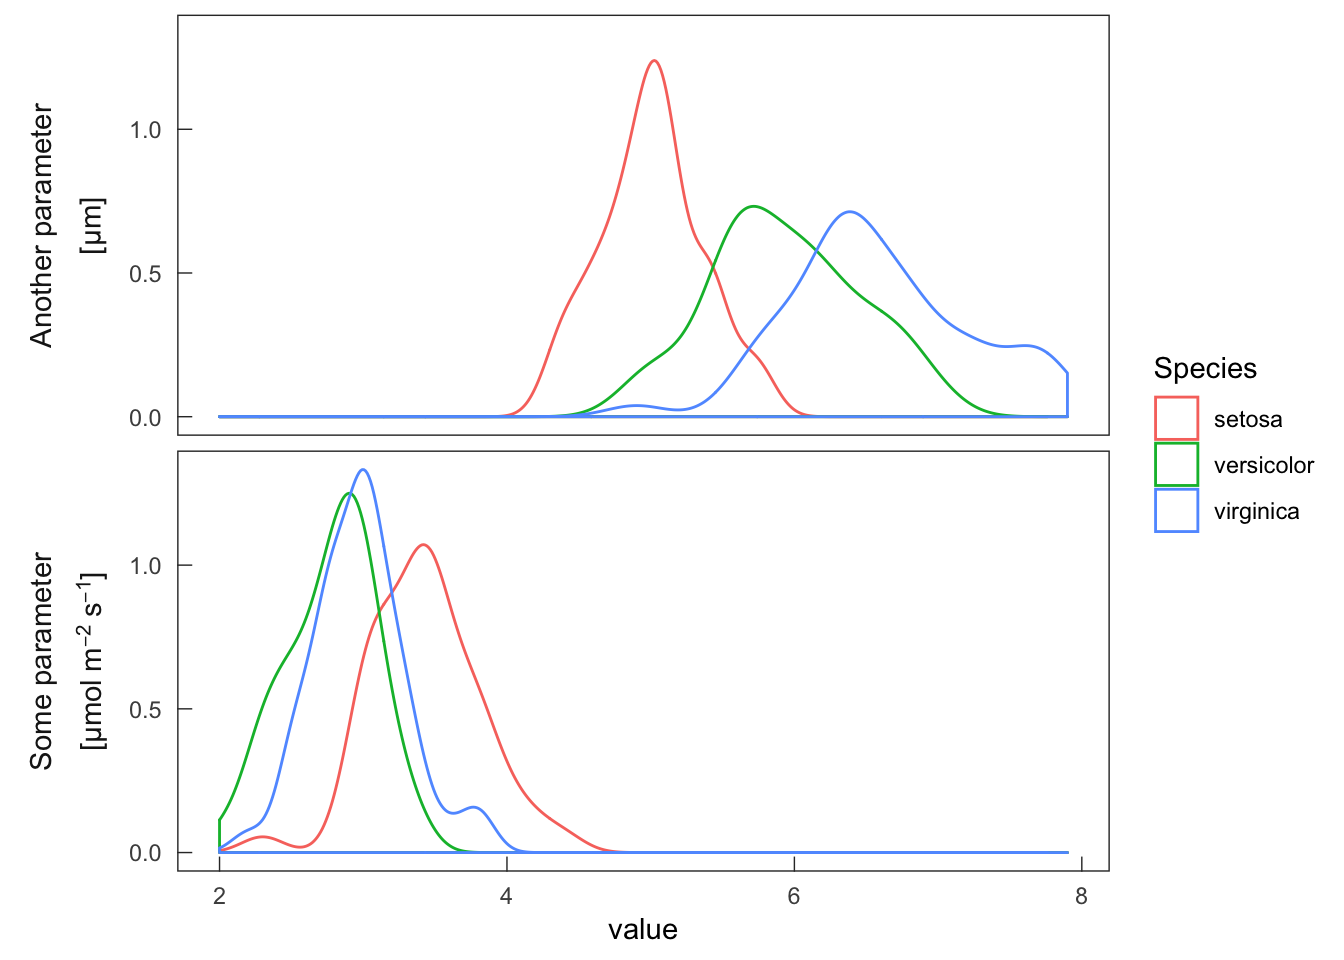 Another parameter
[μm]
1.0
0.5
0.0
Some parameter
[μmol m⁻² s⁻¹]
1.0
0.5
0.0
2 4 6 8
value
Species
setosa
versicolor
virginica